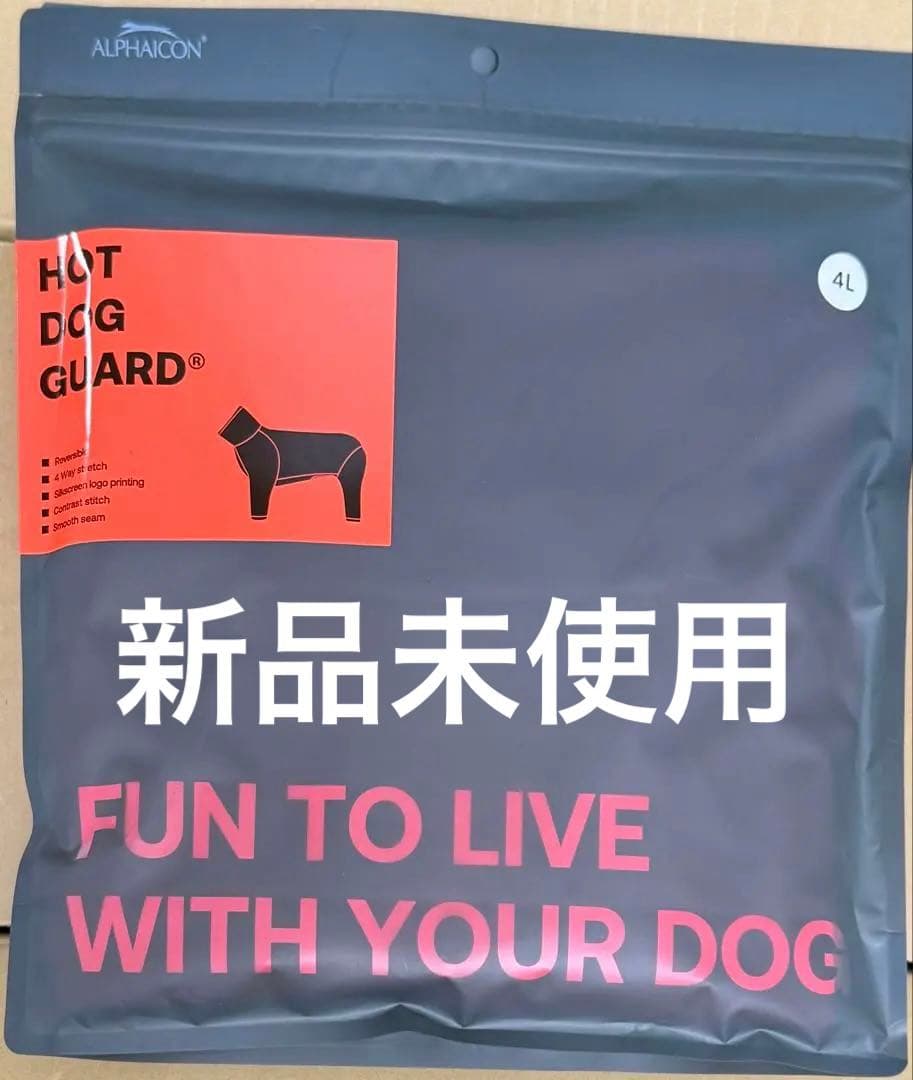 ALPHAICON®
HOT
DOG
GUARD®
4L
■ Reversible
■ 4 Way stretch
■ Silkscreen logo printing
■ Contrast stitch
■ Smooth seam
新品未使用
FUN TO LIVE
WITH YOUR DOG